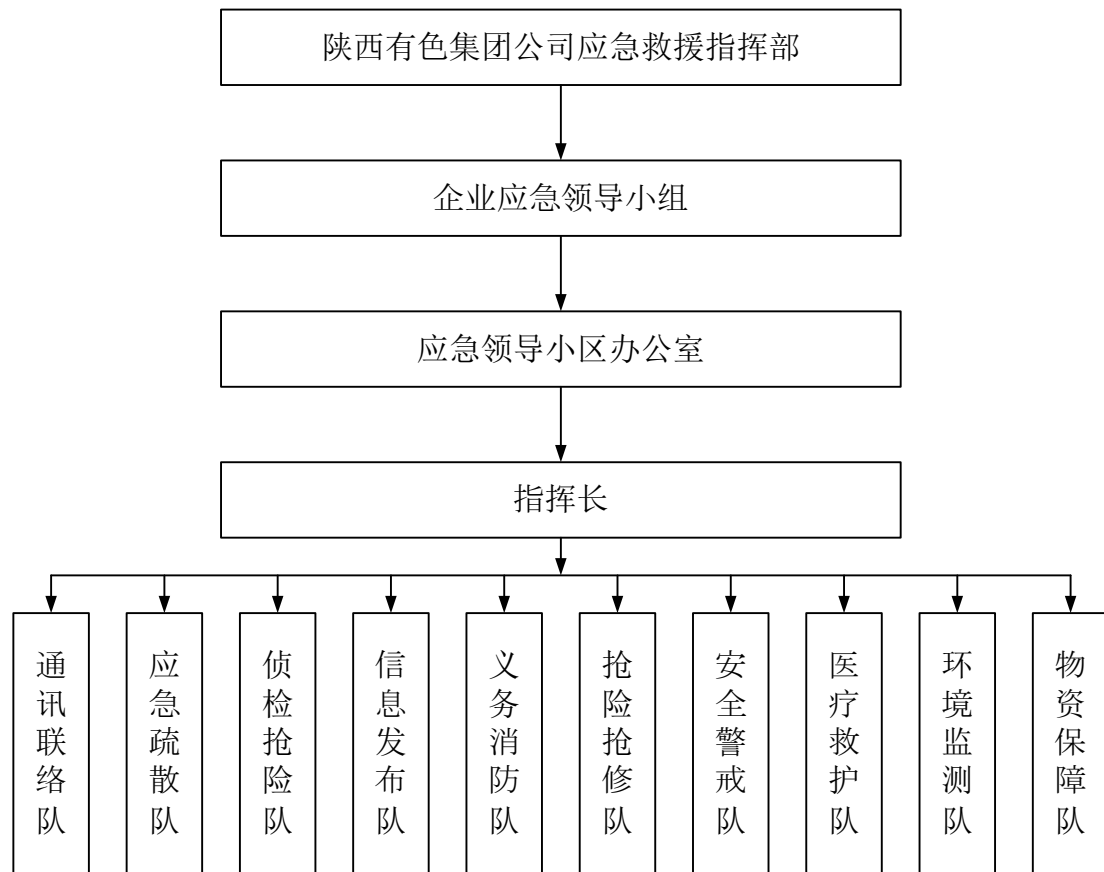 陕西有色集团公司应急救援指挥部
企业应急领导小组
应急领导小区办公室
指挥长
通讯联络队
应急疏散队
侦检抢险队
信息发布队
义务消防队
抢险抢修队
安全警戒队
医疗救护队
环境监测队
物资保障队